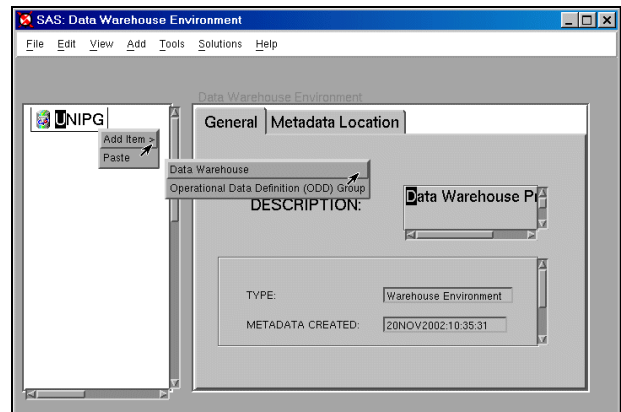 SAS: Data Warehouse Environment
File Edit View Add Tools Solutions Help
Data Warehouse Environment
UNIPG
General Metadata Location
Add Item >
Paste
Data Warehouse
Operational Data Definition (ODD) Group
DESCRIPTION:
Data Warehouse Pr
TYPE:
Warehouse Environment
METADATA CREATED:
20NOV2002:10:35:31